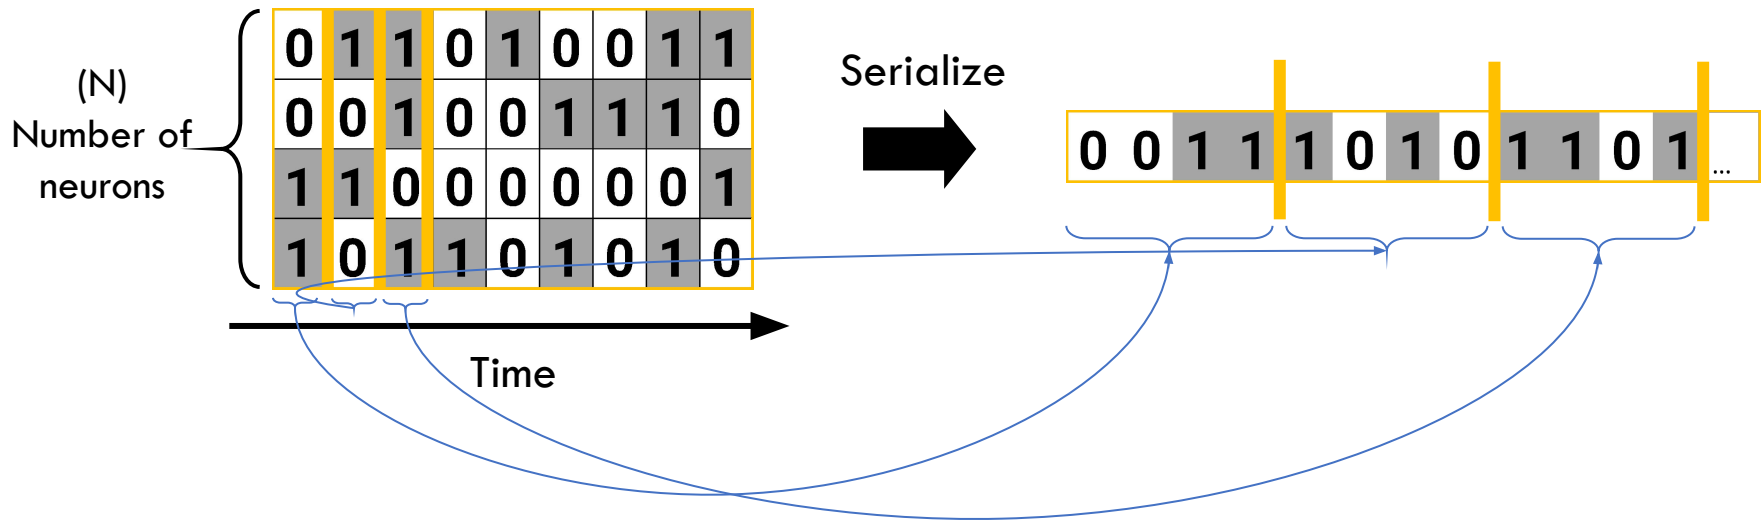 (N)
Number of
neurons
0 1 1 0 1 0 0 1 1
0 0 1 0 0 1 1 1 0
1 1 0 0 0 0 0 0 1
1 0 1 1 0 1 0 1 0
Time
Serialize
0 0 1 1 1 0 1 0 1 1 0 1 ...